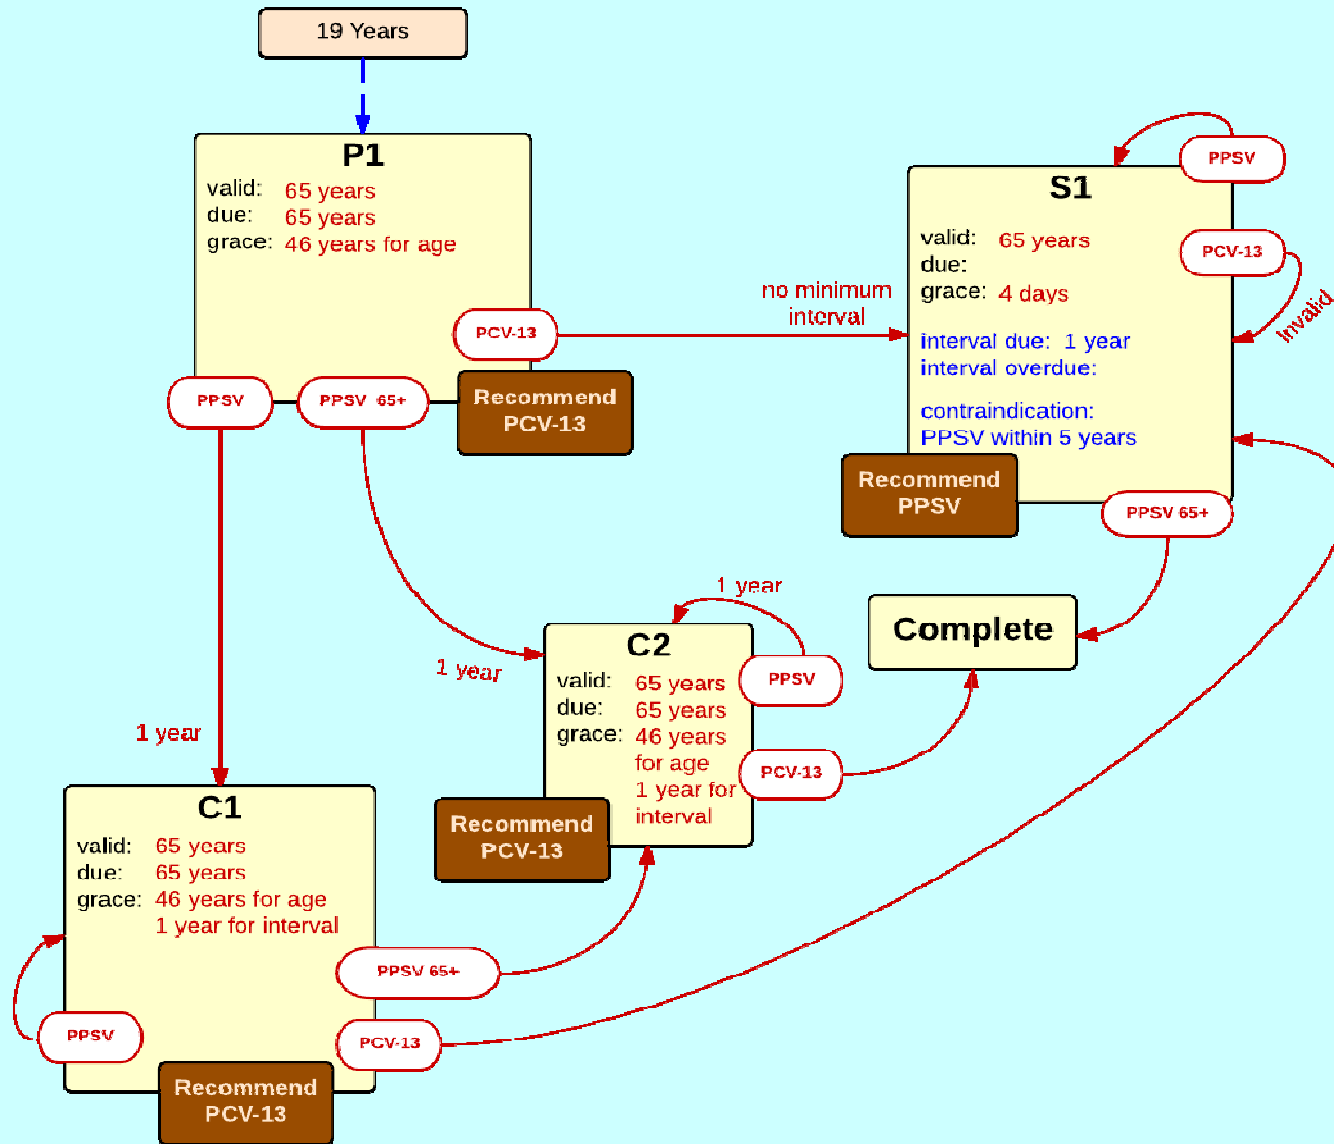 19 Years
P1
valid: 65 years
due: 65 years
grace: 46 years for age
PCV-13
Recommend
PCV-13
PPSV
PPSV 65+
no minimum
interval
S1
valid: 65 years
due:
grace: 4 days
interval due: 1 year
interval overdue:
contraindication:
PPSV within 5 years
PPSV
PCV-13
Invalid
Recommend
PPSV
PPSV 65+
1 year
1 year
C2
valid: 65 years
due: 65 years
grace: 46 years
for age
1 year for
interval
PPSV
PCV-13
Recommend
PCV-13
Complete
1 year
C1
valid: 65 years
due: 65 years
grace: 46 years for age
1 year for interval
PPSV 65+
PPSV
PCV-13
Recommend
PCV-13